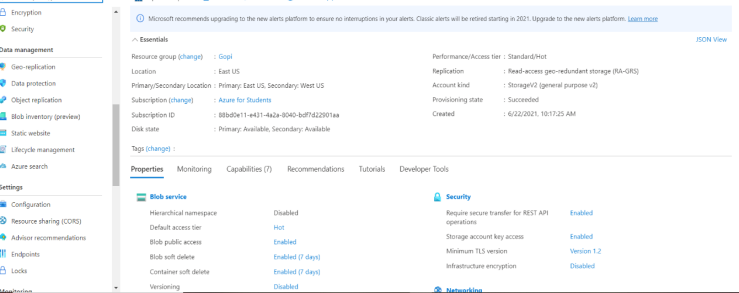 Encryption
Security
Data management
Geo-replication
Data protection
Object replication
Blob inventory (preview)
Static website
Lifecycle management
Azure search
Settings
Configuration
Resource sharing (CORS)
Advisor recommendations
Endpoints
Locks
Monitoring
Microsoft recommends upgrading to the new alerts platform to ensure no interruptions in your alerts. Classic alerts will be retired starting in 2021. Upgrade to the new alerts platform. Learn more
Essentials
JSON View
Resource group (change) : Gopi
Location : East US
Primary/Secondary Location : Primary: East US, Secondary: West US
Subscription (change) : Azure for Students
Subscription ID : 88bd0e11-e431-4a2a-8040-bdf7d22901aa
Disk state : Primary: Available, Secondary: Available
Performance/Access tier : Standard/Hot
Replication : Read-access geo-redundant storage (RA-GRS)
Account kind : StorageV2 (general purpose v2)
Provisioning state : Succeeded
Created : 6/22/2021, 10:17:25 AM
Tags (change) :
Properties Monitoring Capabilities (7) Recommendations Tutorials Developer Tools
Blob service
Hierarchical namespace Disabled
Default access tier Hot
Blob public access Enabled
Blob soft delete Enabled (7 days)
Container soft delete Enabled (7 days)
Versioning Disabled
Security
Require secure transfer for REST API Enabled
operations
Storage account key access Enabled
Minimum TLS version Version 1.2
Infrastructure encryption Disabled
Networking